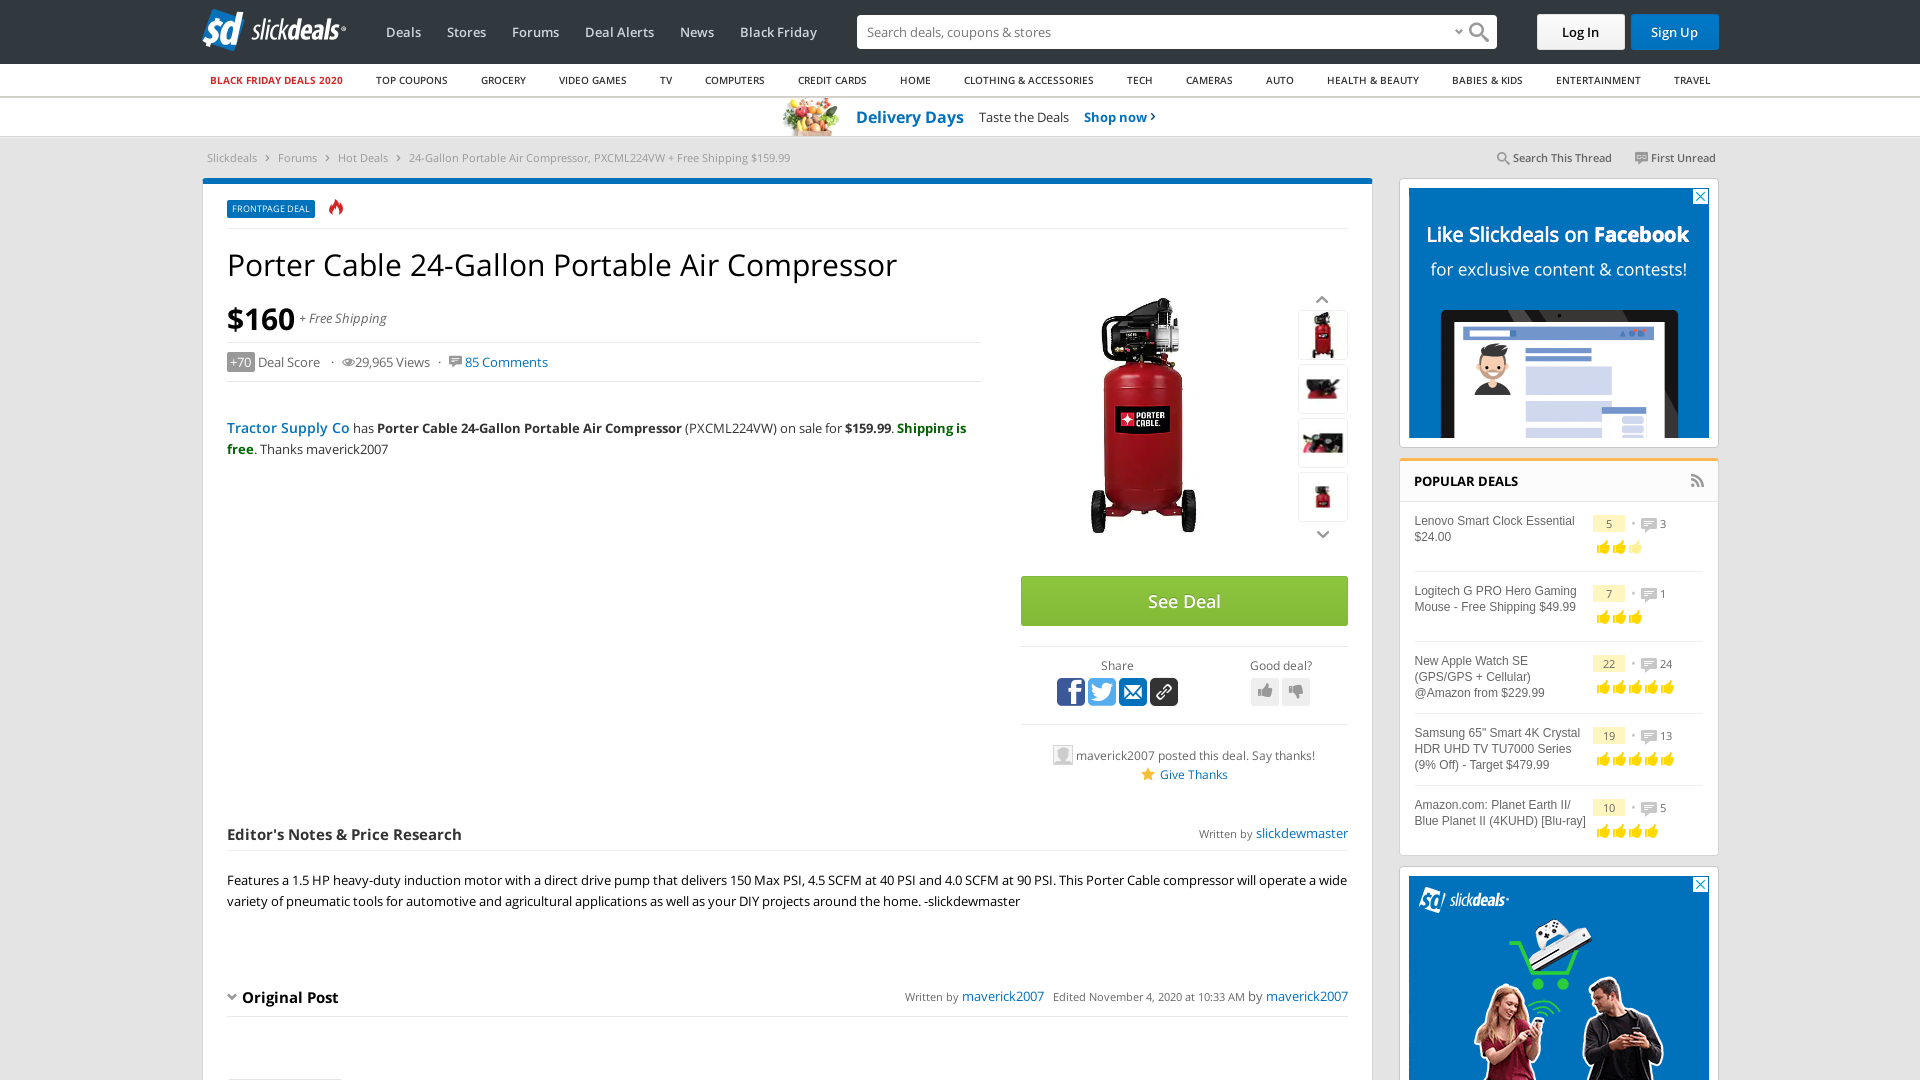 slickdeals
Deals Stores Forums Deal Alerts News Black Friday
Search deals, coupons & stores
Log In
Sign Up
BLACK FRIDAY DEALS 2020 TOP COUPONS GROCERY VIDEO GAMES TV COMPUTERS CREDIT CARDS HOME CLOTHING & ACCESSORIES TECH CAMERAS AUTO HEALTH & BEAUTY BABIES & KIDS ENTERTAINMENT TRAVEL
Delivery Days Taste the Deals Shop now
Slickdeals > Forums > Hot Deals > 24-Gallon Portable Air Compressor, PXCML224VW + Free Shipping $159.99
Search This Thread First Unread
FRONTPAGE DEAL
Porter Cable 24-Gallon Portable Air Compressor
$160 + Free Shipping
+70 Deal Score · 29,965 Views · 85 Comments
Tractor Supply Co has Porter Cable 24-Gallon Portable Air Compressor (PXCML224VW) on sale for $159.99. Shipping is
free. Thanks maverick2007
PORTER
CABLE.
See Deal
Share
Good deal?
maverick2007 posted this deal. Say thanks!
Give Thanks
Editor's Notes & Price Research
Written by slickdewmaster
Features a 1.5 HP heavy-duty induction motor with a direct drive pump that delivers 150 Max PSI, 4.5 SCFM at 40 PSI and 4.0 SCFM at 90 PSI. This Porter Cable compressor will operate a wide
variety of pneumatic tools for automotive and agricultural applications as well as your DIY projects around the home. -slickdewmaster
Original Post
Written by maverick2007 Edited November 4, 2020 at 10:33 AM by maverick2007
Like Slickdeals on Facebook
for exclusive content & contests!
POPULAR DEALS
Lenovo Smart Clock Essential
$24.00
5 • 3
Logitech G PRO Hero Gaming
Mouse - Free Shipping $49.99
7 • 1
New Apple Watch SE
(GPS/GPS + Cellular)
@Amazon from $229.99
22 • 24
Samsung 65" Smart 4K Crystal
HDR UHD TV TU7000 Series
(9% Off) - Target $479.99
19 • 13
Amazon.com: Planet Earth II/
Blue Planet II (4KUHD) [Blu-ray]
10 • 5
slickdeals